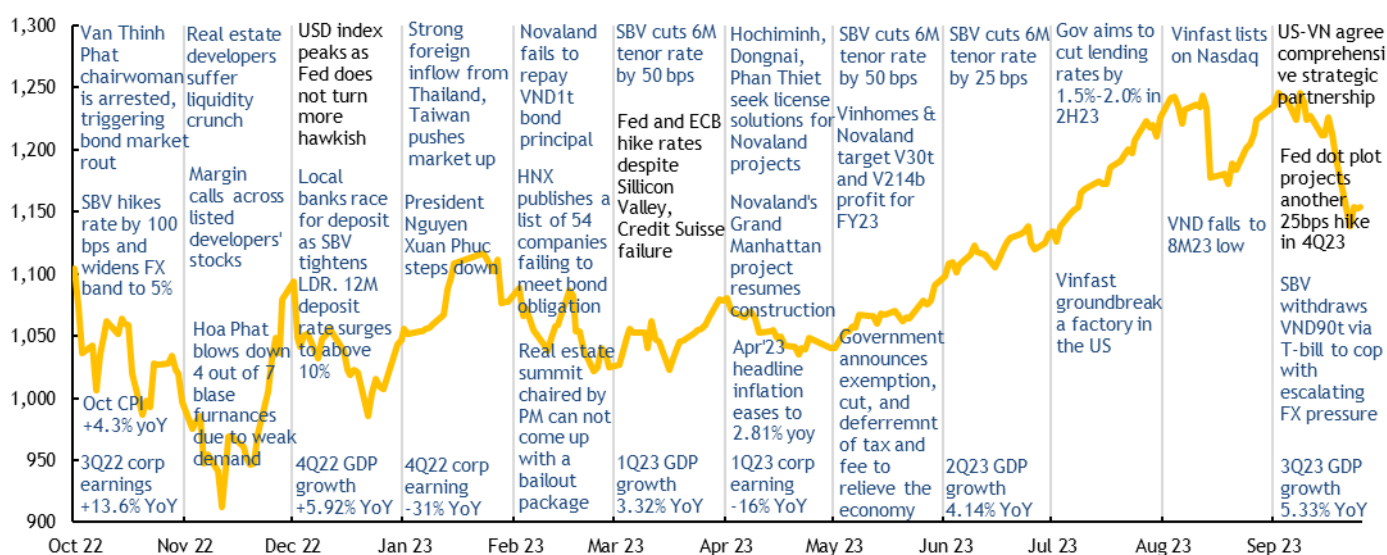 1,300
1,250
1,200
1,150
1,100
1,050
1,000
950
900
Van Thinh
Phat
chairwoman
is arrested,
triggering
bond market
rout
SBV hikes
rate by 100
bps and
widens FX
band to 5%
Oct CPI
+4.3% yoY
3Q22 corp
earnings
+13.6% YoY
Real estate
developers
suffer
liquidity
crunch
Margin
calls across
listed
developers'
stocks
Hoa Phat
blows down
4 out of 7
blase
furnances
due to weak
demand
USD index
peaks as
Fed does
not turn
more
hawkish
Local
banks race
for deposit
as SBV
tightens
LDR. 12M
deposit
rate surges
to above
10%
4Q22 GDP
growth
+5.92% YoY
Strong
foreign
inflow from
Thailand,
Taiwan
pushes
market up
President
Nguyen
Xuan Phuc
steps down
4Q22 corp
earning
-31% YoY
Novaland
fails to
repay
VND1t
bond
principal
HNX
publishes a
list of 54
companies
failing to
meet bond
obligation
Real estate
summit
chaired by
PM can not
come up
with a
bailout
package
SBV cuts 6M
tenor rate
by 50 bps
Fed and ECB
hike rates
despite
Sillicon
Valley,
Credit Suisse
failure
1Q23 GDP
growth
3.32% YoY
Hochiminh,
Dongnai,
Phan Thiet
seek license
solutions for
Novaland
projects
Novaland's
Grand
Manhattan
project
resumes
construction
Apr'23
headline
inflation
eases to
2.81% yoy
1Q23 corp
earning
-16% YoY
SBV cuts 6M
tenor rate
by 50 bps
Vinhomes &
Novaland
target V30t
and V214b
profit for
FY23
Government
announces
exemption,
cut, and
deferremnt
of tax and
fee to
relieve the
economy
SBV cuts 6M
tenor rate
by 25 bps
2Q23 GDP
growth
4.14% YoY
Gov aims to
cut lending
rates by
1.5%-2.0% in
2H23
Vinfast
groundbreak
a factory in
the US
Vinfast lists
on Nasdaq
VND falls to
8M23 low
US-VN agree
comprehensi
ve strategic
partnership
Fed dot plot
projects
another
25bps hike
in 4Q23
SBV
withdraws
VND90t via
T-bill to cop
with
escalating
FX pressure
3Q23 GDP
growth
5.33% YoY
Oct 22
Nov 22
Dec 22
Jan 23
Feb 23
Mar 23
Apr 23
May 23
Jun 23
Jul 23
Aug 23
Sep 23